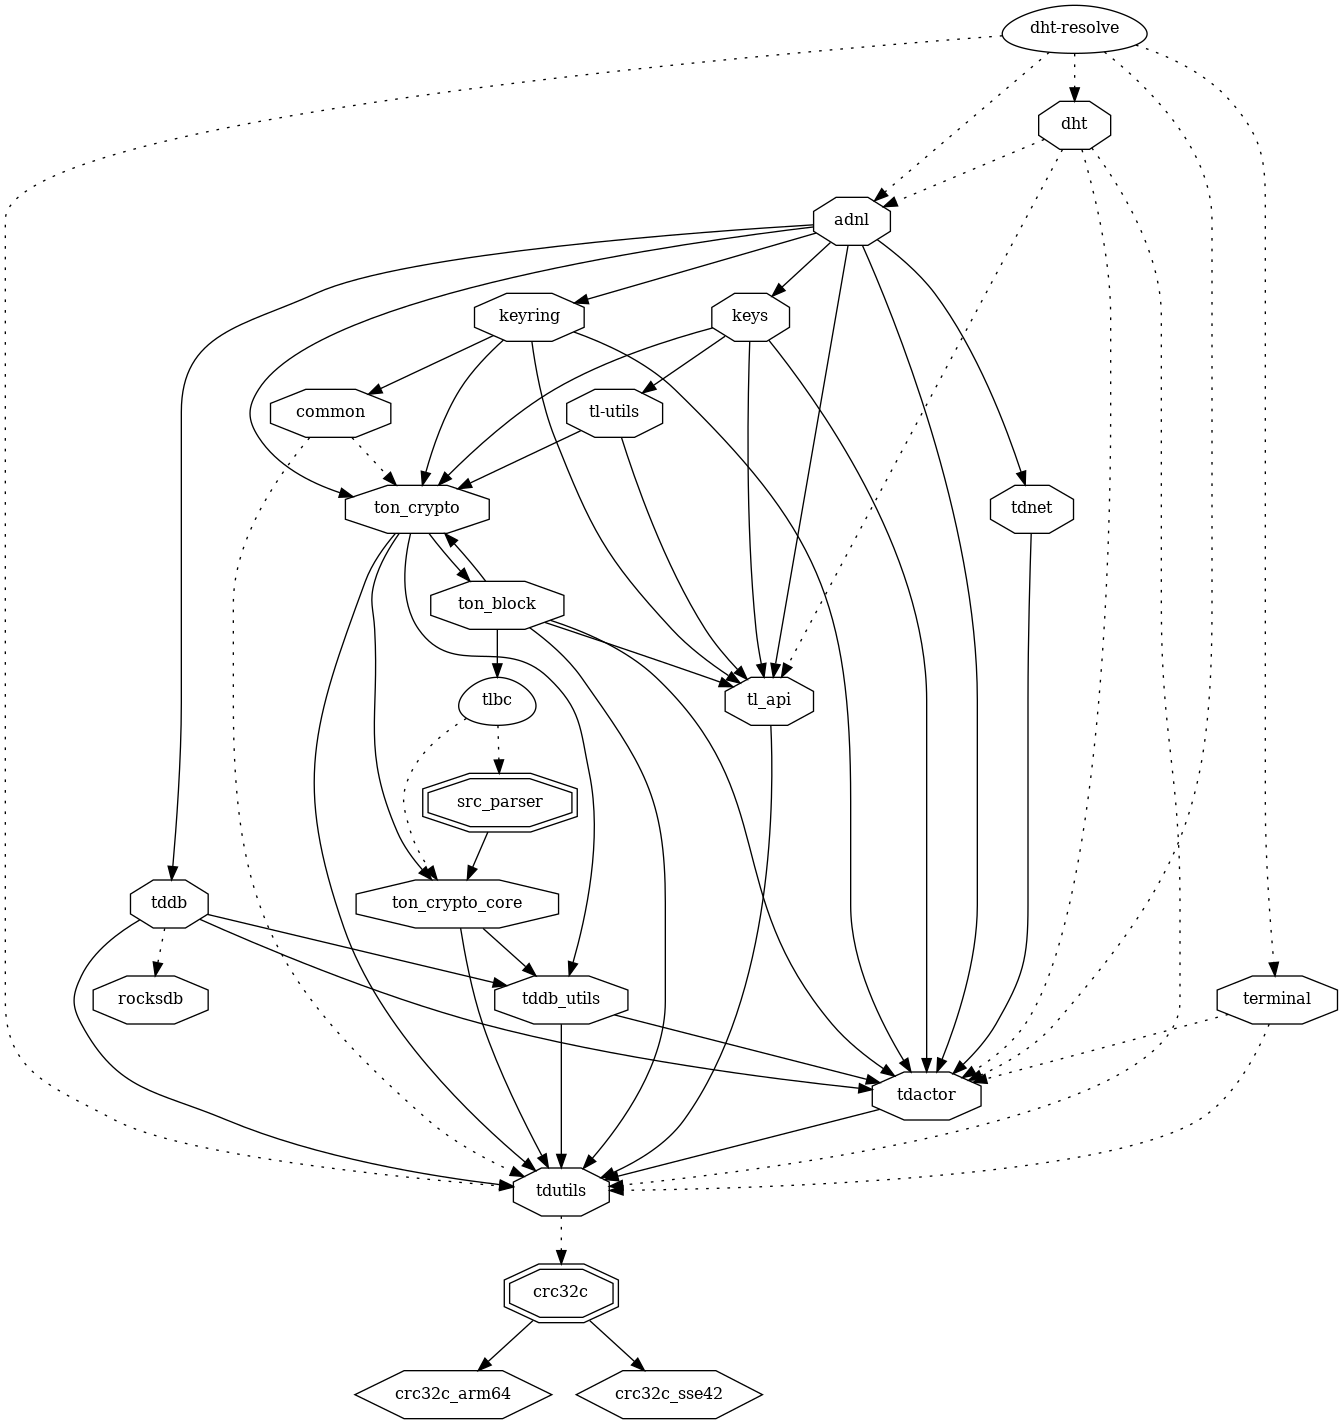 dht-resolve
dht
adnl
keyring
keys
common
tl-utils
ton_crypto
tdnet
ton_block
tlbc
tl_api
src_parser
tddb
ton_crypto_core
rocksdb
tddb_utils
terminal
tdactor
tdutils
crc32c
crc32c_arm64
crc32c_sse42